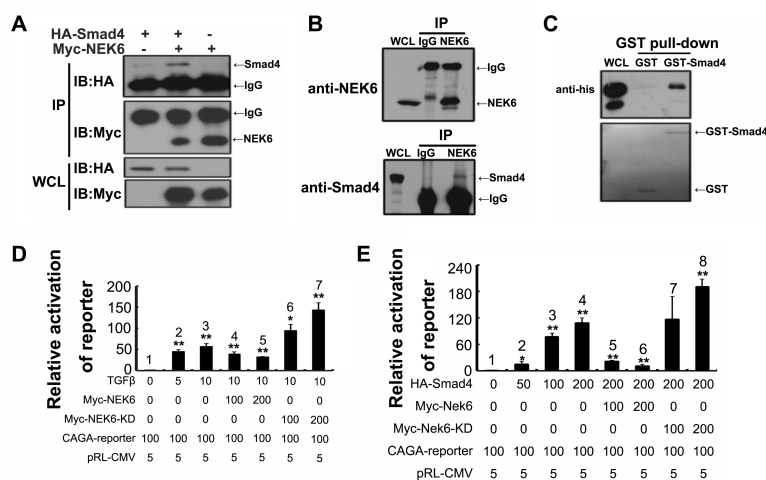 A
HA-Smad4 + + -
Myc-NEK6 - + +
IP
IB:HA
←Smad4
←IgG
IB:Myc
←IgG
←NEK6
WCL
IB:HA
IB:Myc
B
IP
WCL IgG NEK6
anti-NEK6
←IgG
←NEK6
IP
WCL IgG NEK6
anti-Smad4
←Smad4
←IgG
C
GST pull-down
WCL GST GST-Smad4
anti-his
←GST-Smad4
←GST
D
Relative activation of reporter
200
150
100
50
0
1
2
**
3
**
4
**
5
**
6
*
7
**
TGFβ 0 5 10 10 10 10 10
Myc-NEK6 0 0 0 100 200 0 0
Myc-NEK6-KD 0 0 0 0 0 100 200
CAGA-reporter 100 100 100 100 100 100 100
pRL-CMV 5 5 5 5 5 5 5
E
Relative activation of reporter
240
180
120
60
0
1
2
*
3
**
4
**
5
**
6
**
7
8
**
HA-Smad4 0 50 100 200 200 200 200 200
Myc-Nek6 0 0 0 0 100 200 0 0
Myc-Nek6-KD 0 0 0 0 0 0 100 200
CAGA-reporter 100 100 100 100 100 100 100 100
pRL-CMV 5 5 5 5 5 5 5 5